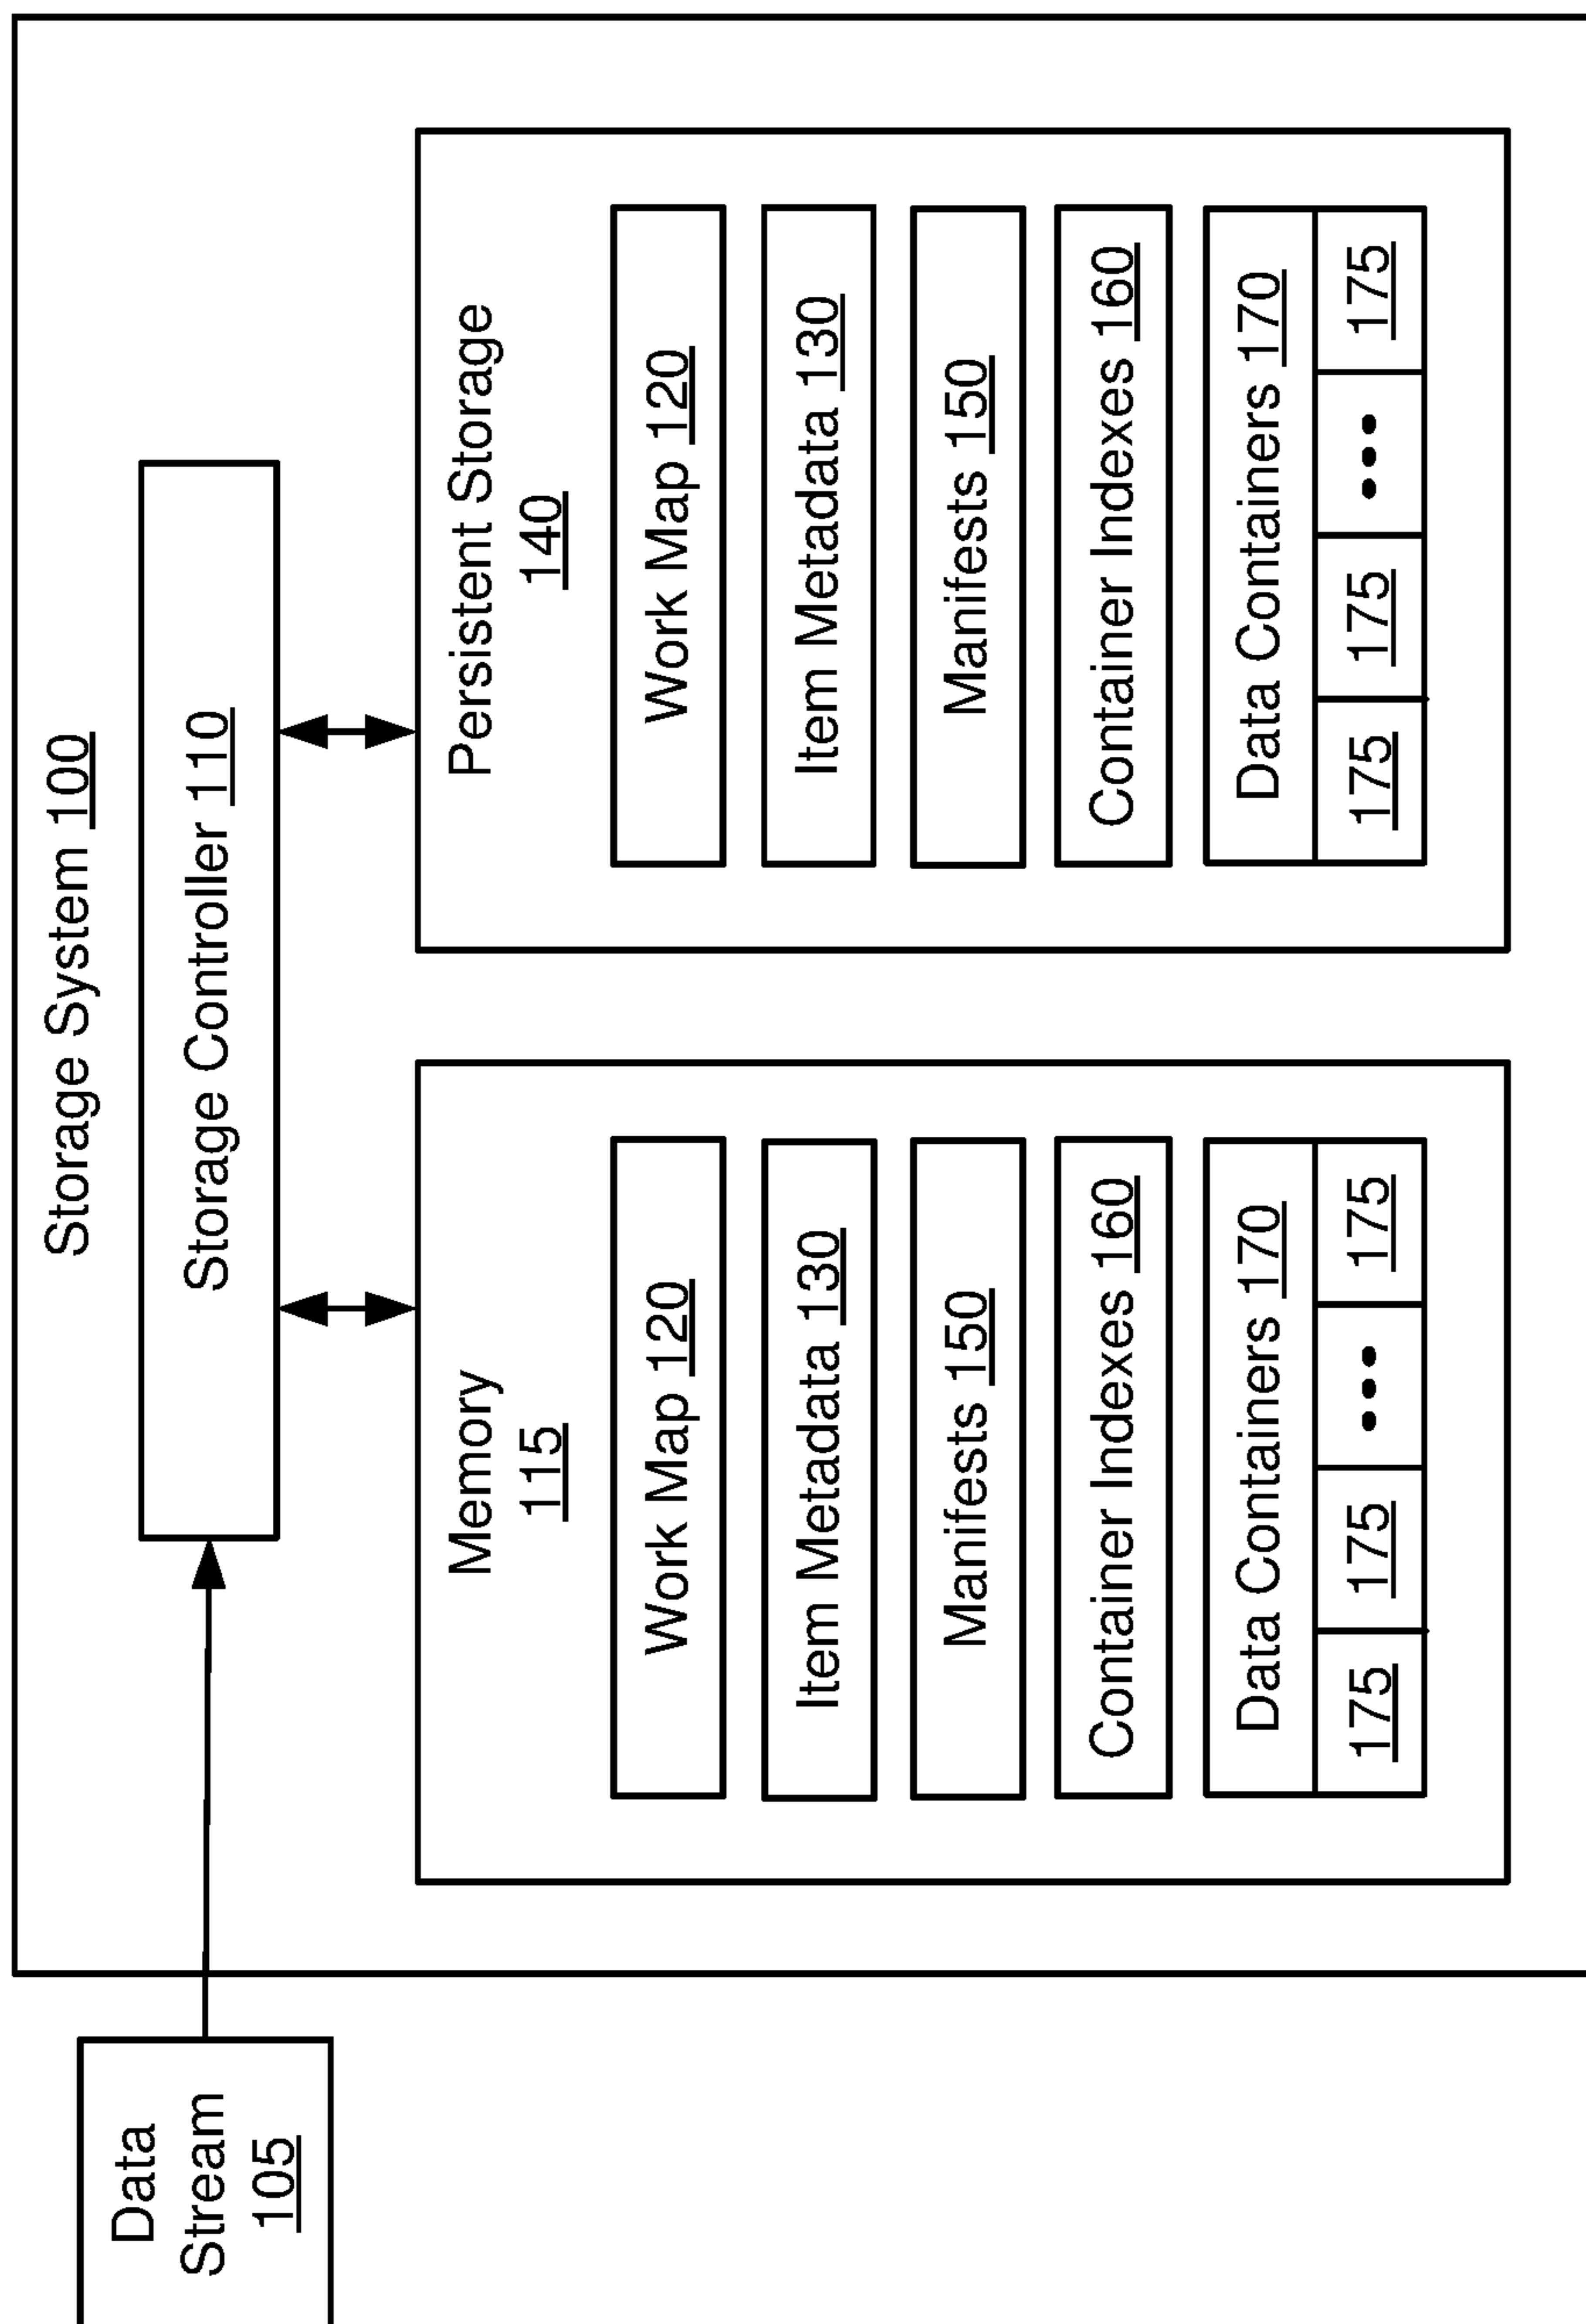 Storage System 100
Data
Stream
105
Storage Controller 110
Memory
115
Work Map 120
Item Metadata 130
Manifests 150
Container Indexes 160
Data Containers 170
175
175
•••
175
Persistent Storage
140
Work Map 120
Item Metadata 130
Manifests 150
Container Indexes 160
Data Containers 170
175
175
•••
175